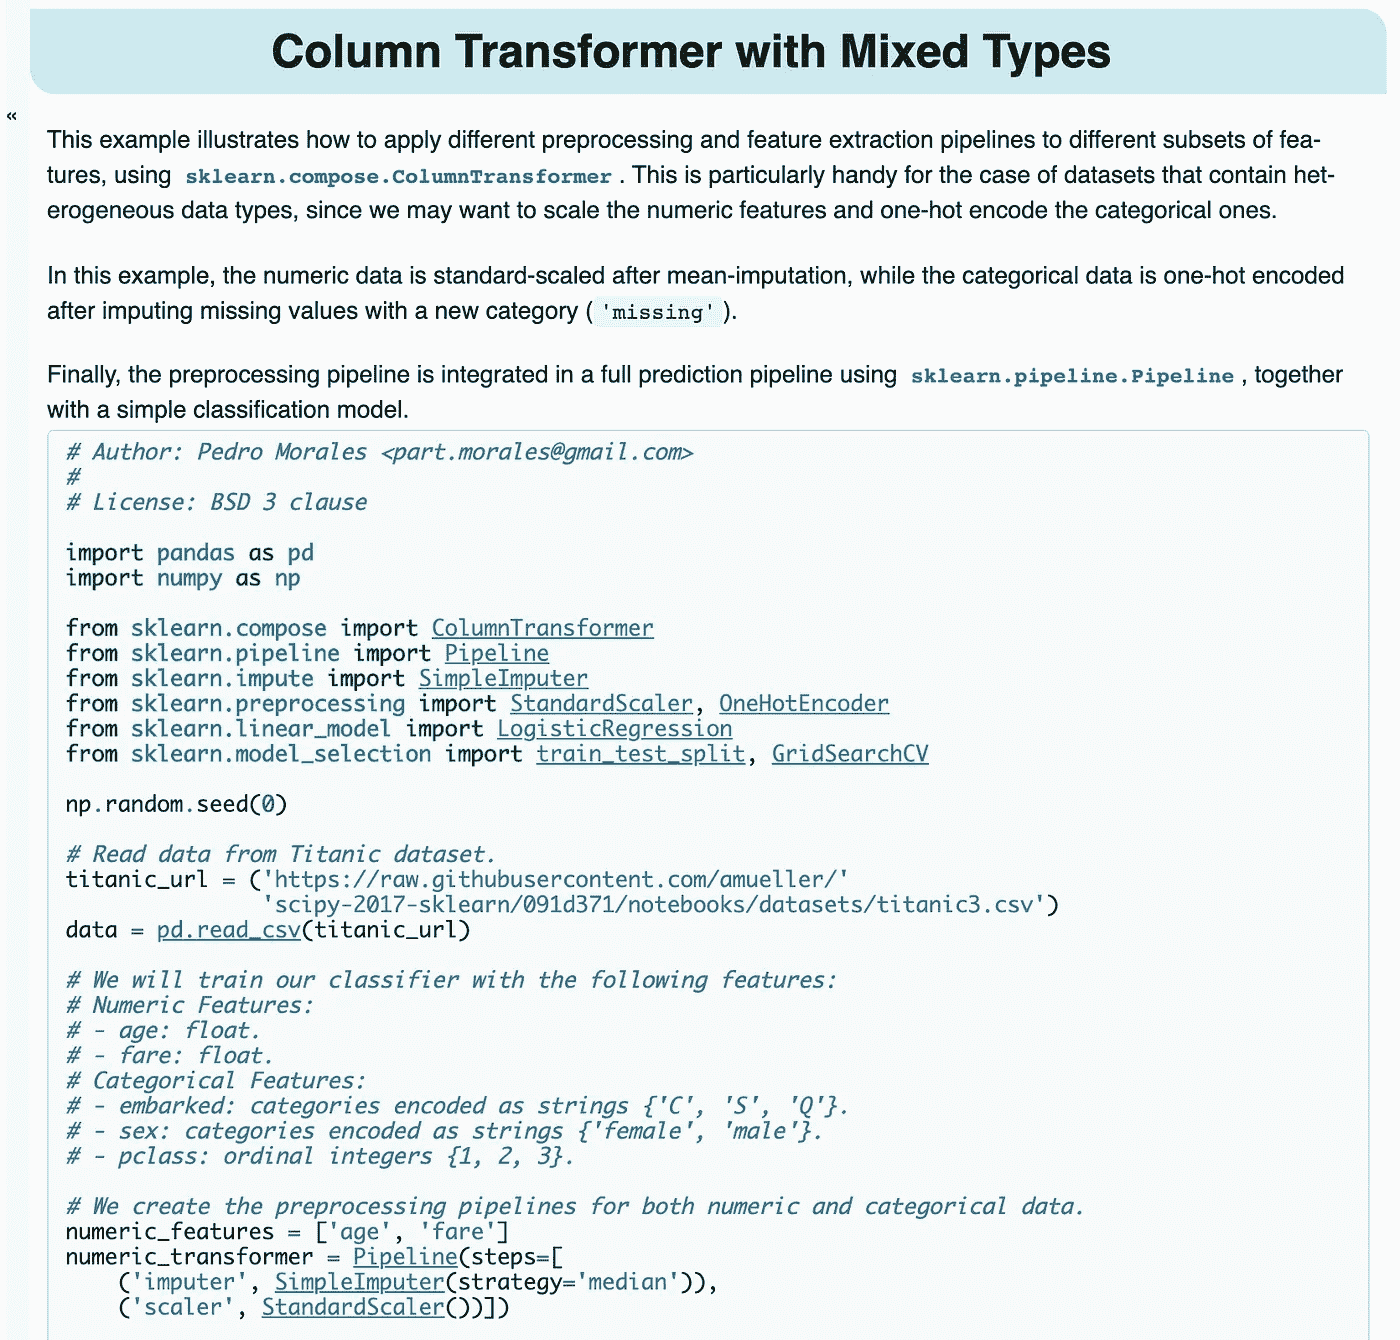 Column Transformer with Mixed Types
«
This example illustrates how to apply different preprocessing and feature extraction pipelines to different subsets of fea-
tures, using sklearn.compose.ColumnTransformer . This is particularly handy for the case of datasets that contain het-
erogeneous data types, since we may want to scale the numeric features and one-hot encode the categorical ones.
In this example, the numeric data is standard-scaled after mean-imputation, while the categorical data is one-hot encoded
after imputing missing values with a new category ( 'missing' ).
Finally, the preprocessing pipeline is integrated in a full prediction pipeline using sklearn.pipeline.Pipeline , together
with a simple classification model.
# Author: Pedro Morales <part.morales@gmail.com>
#
# License: BSD 3 clause
import pandas as pd
import numpy as np
from sklearn.compose import ColumnTransformer
from sklearn.pipeline import Pipeline
from sklearn.impute import SimpleImputer
from sklearn.preprocessing import StandardScaler, OneHotEncoder
from sklearn.linear_model import LogisticRegression
from sklearn.model_selection import train_test_split, GridSearchCV
np.random.seed(0)
# Read data from Titanic dataset.
titanic_url = ('https://raw.githubusercontent.com/amueller/'
'scipy-2017-sklearn/091d371/notebooks/datasets/titanic3.csv')
data = pd.read_csv(titanic_url)
# We will train our classifier with the following features:
# Numeric Features:
# - age: float.
# - fare: float.
# Categorical Features:
# - embarked: categories encoded as strings {'C', 'S', 'Q'}.
# - sex: categories encoded as strings {'female', 'male'}.
# - pclass: ordinal integers {1, 2, 3}.
# We create the preprocessing pipelines for both numeric and categorical data.
numeric_features = ['age', 'fare']
numeric_transformer = Pipeline(steps=[
('imputer', SimpleImputer(strategy='median')),
('scaler', StandardScaler())])